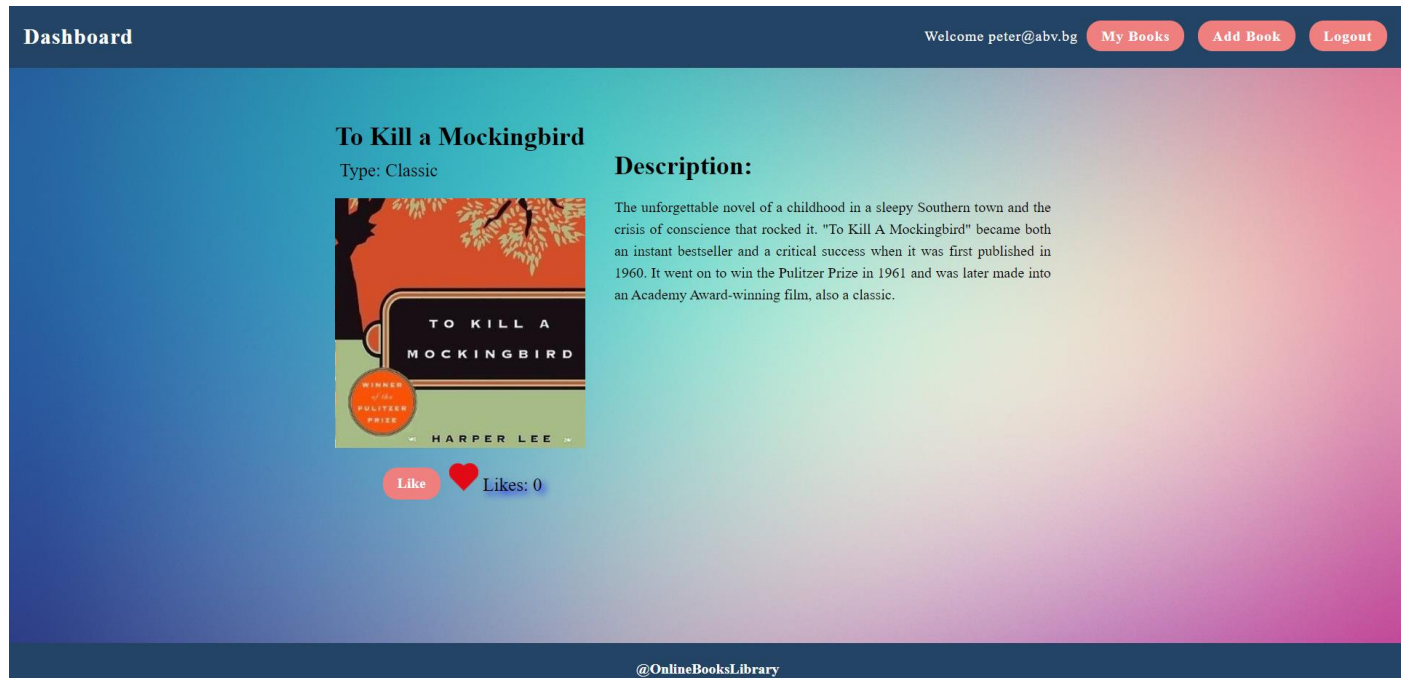 Dashboard
Welcome peter@abv.bg My Books Add Book Logout
To Kill a Mockingbird
Type: Classic
TO KILL A
MOCKINGBIRD
WINNER
of the
PULITZER
PRIZE
HARPER LEE
Like Likes: 0
Description:
The unforgettable novel of a childhood in a sleepy Southern town and the
crisis of conscience that rocked it. "To Kill A Mockingbird" became both
an instant bestseller and a critical success when it was first published in
1960. It went on to win the Pulitzer Prize in 1961 and was later made into
an Academy Award-winning film, also a classic.
@OnlineBooksLibrary